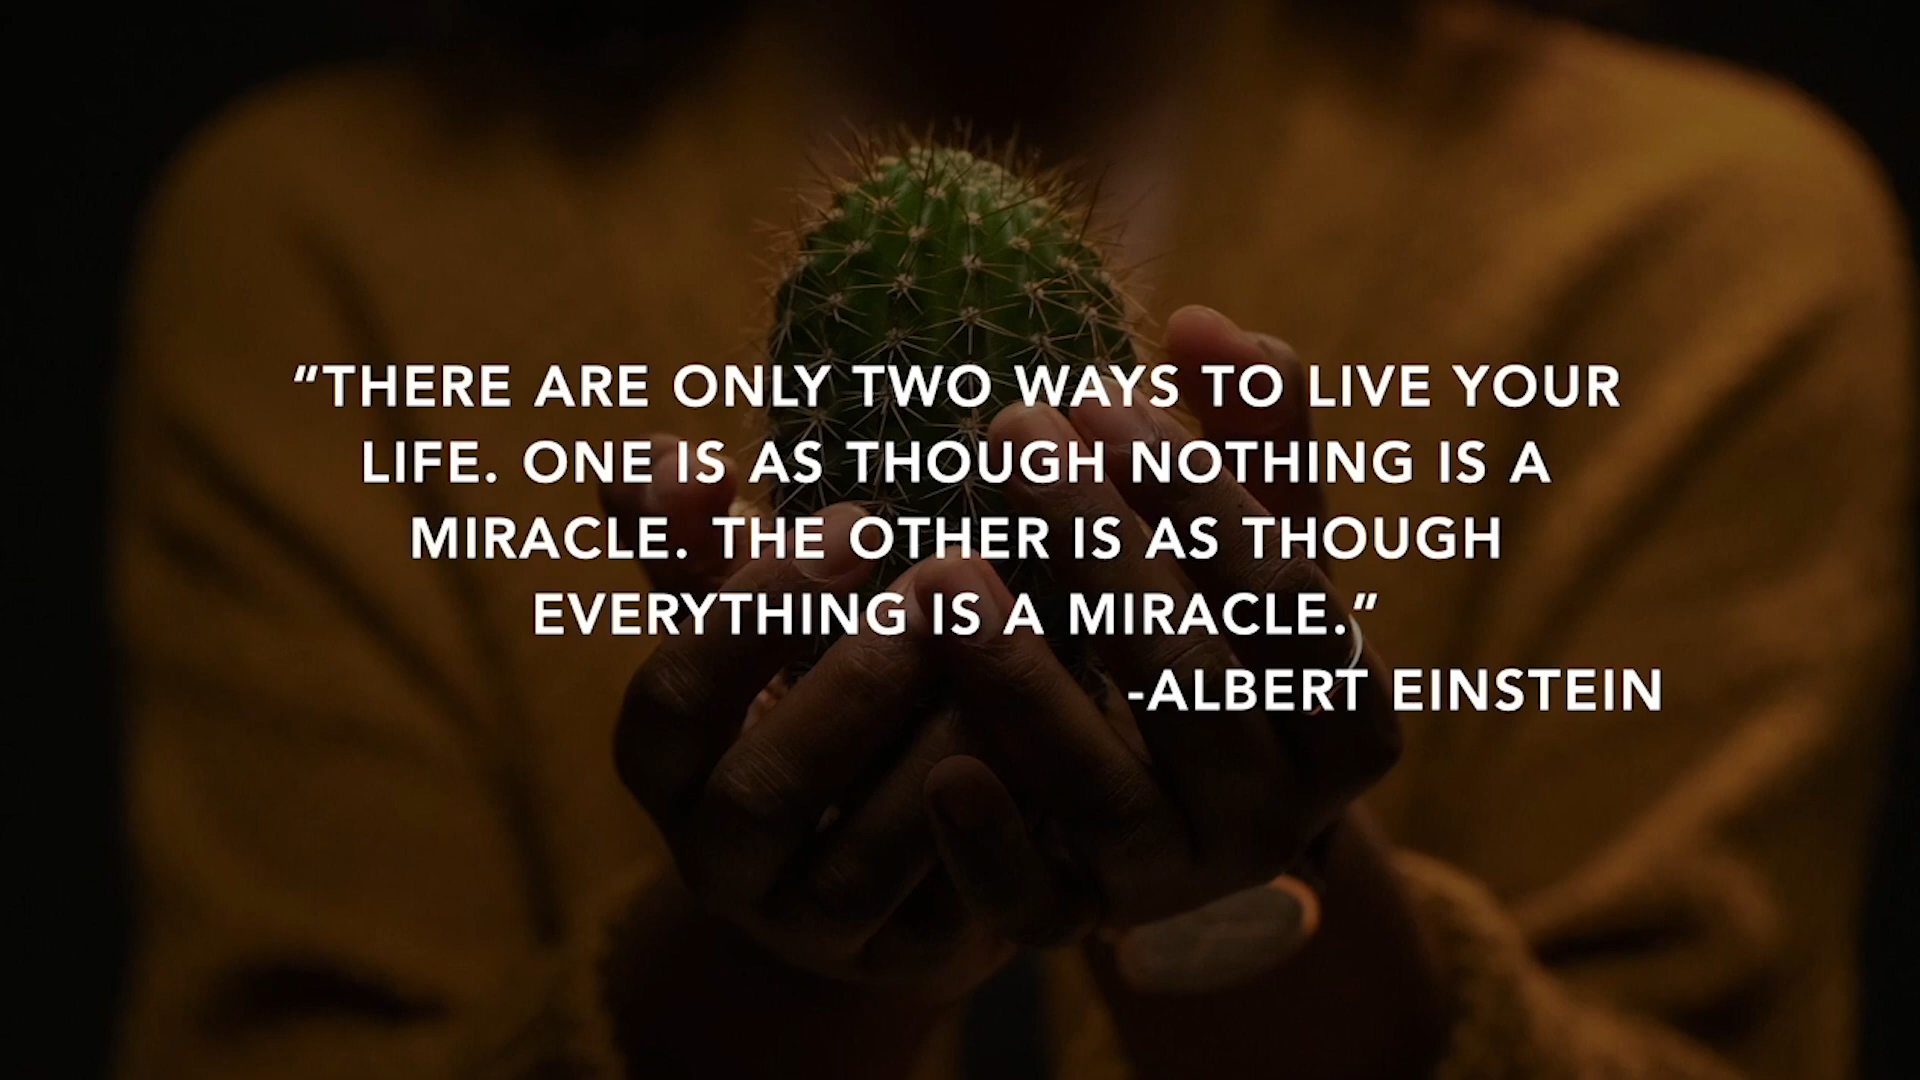 “THERE ARE ONLY TWO WAYS TO LIVE YOUR
LIFE. ONE IS AS THOUGH NOTHING IS A
MIRACLE. THE OTHER IS AS THOUGH
EVERYTHING IS A MIRACLE.”
-ALBERT EINSTEIN